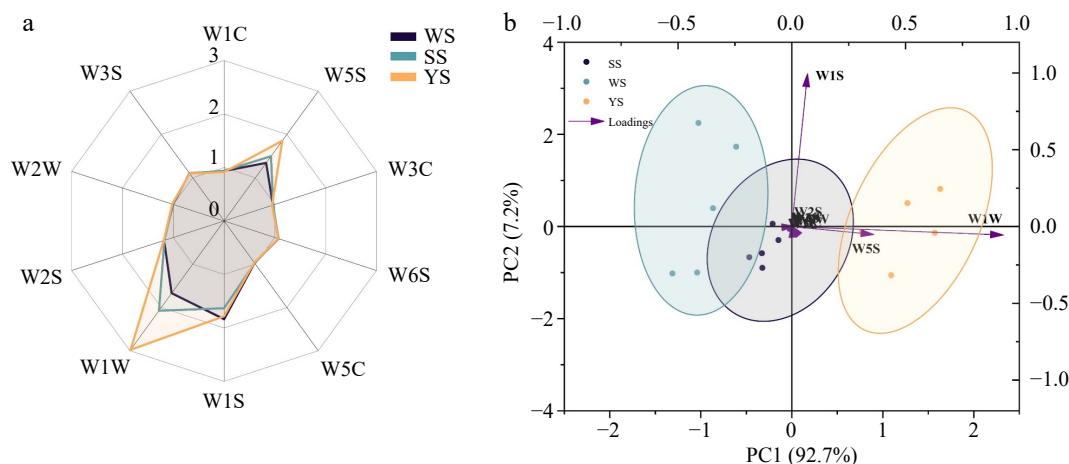 a
W1C
W5S
W3C
W6S
W5C
W1S
W1W
W2S
W2W
W3S
3
2
1
0
WS
SS
YS
b
−1.0
−0.5
0.0
0.5
1.0
4
2
0
−2
−4
PC2 (7.2%)
SS
WS
YS
Loadings
W1S
W2S
W5S
W1W
1.0
0.5
0.0
−0.5
−1.0
−2
−1
0
1
2
PC1 (92.7%)